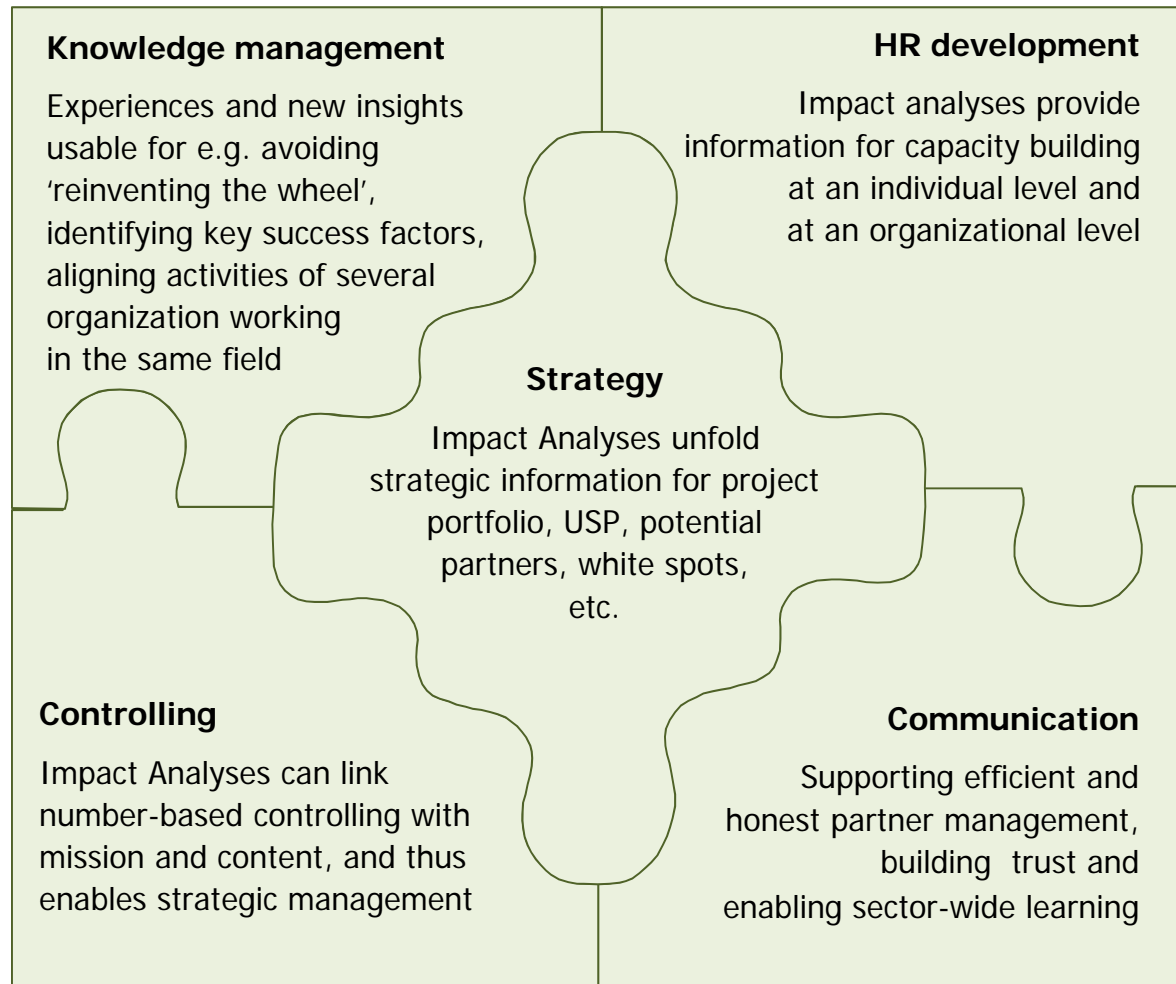 Knowledge management
Experiences and new insights
usable for e.g. avoiding
‘reinventing the wheel’,
identifying key success factors,
aligning activities of several
organization working
in the same field
HR development
Impact analyses provide
information for capacity building
at an individual level and
at an organizational level
Strategy
Impact Analyses unfold
strategic information for project
portfolio, USP, potential
partners, white spots,
etc.
Controlling
Impact Analyses can link
number-based controlling with
mission and content, and thus
enables strategic management
Communication
Supporting efficient and
honest partner management,
building  trust and
enabling sector-wide learning